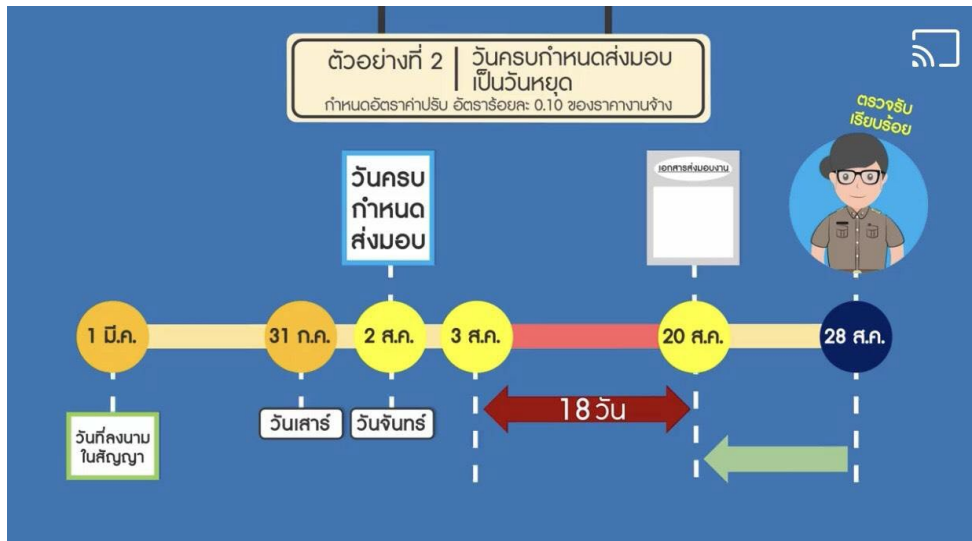 ตัวอย่างที่ 2
วันครบกำหนดส่งมอบ
เป็นวันหยุด
กำหนดอัตราค่าปรับ อัตราร้อยละ 0.10 ของราคางานจ้าง
ตรวจรับ
เรียบร้อย
วันครบ
กำหนด
ส่งมอบ
เอกสารส่งมอบงาน
1 มี.ค.
31 ก.ค.
2 ส.ค.
3 ส.ค.
20 ส.ค.
28 ส.ค.
วันที่ลงนาม
ในสัญญา
วันเสาร์
วันจันทร์
18 วัน